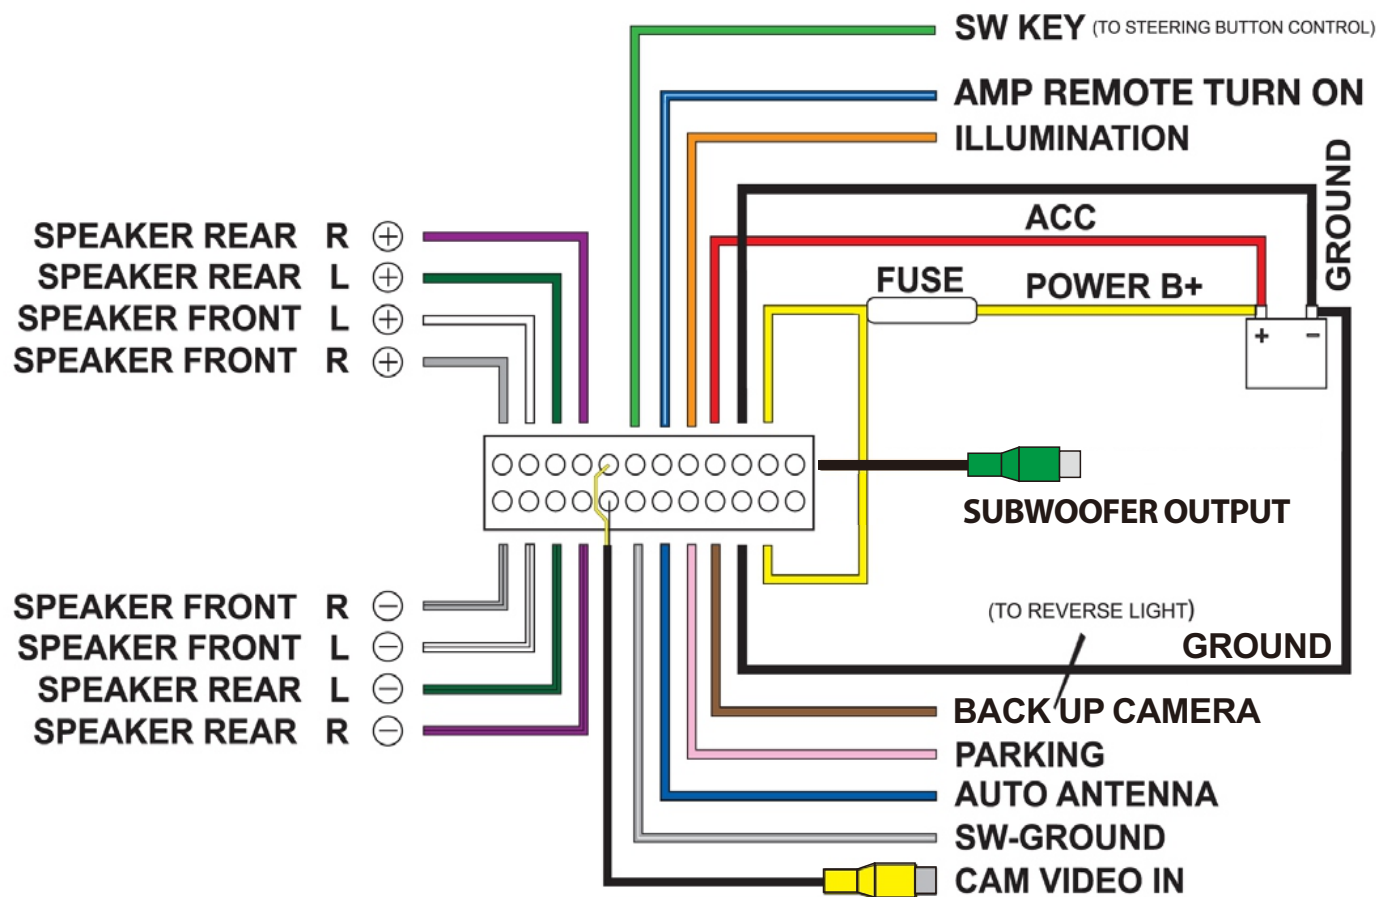 SW KEY (TO STEERING BUTTON CONTROL)
AMP REMOTE TURN ON
ILLUMINATION
GROUND
ACC
FUSE
POWER B+
+ −
SPEAKER REAR R +
SPEAKER REAR L +
SPEAKER FRONT L +
SPEAKER FRONT R +
SUBWOOFER OUTPUT
SPEAKER FRONT R −
SPEAKER FRONT L −
SPEAKER REAR L −
SPEAKER REAR R −
(TO REVERSE LIGHT)
GROUND
BACK UP CAMERA
PARKING
AUTO ANTENNA
SW-GROUND
CAM VIDEO IN